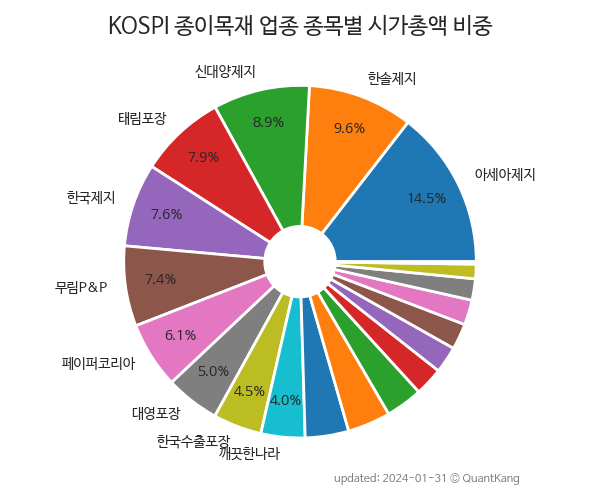 KOSPI 종이목재 업종 종목별 시가총액 비중
신대양제지
한솔제지
8.9%
9.6%
태림포장
7.9%
아세아제지
14.5%
한국제지
7.6%
무림P&P
7.4%
페이퍼코리아
6.1%
5.0%
4.5%
4.0%
대영포장
한국수출포장
깨끗한나라
updated: 2024-01-31 © QuantKang